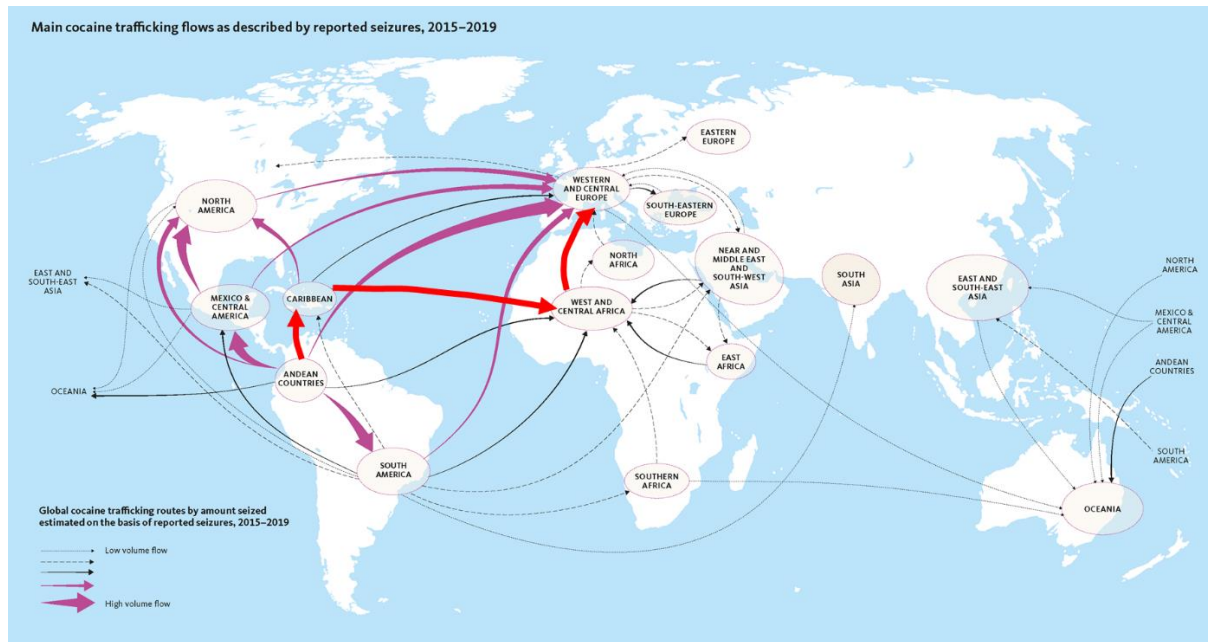 Main cocaine trafficking flows as described by reported seizures, 2015–2019
EASTERN
EUROPE
WESTERN
AND CENTRAL
EUROPE
SOUTH-EASTERN
EUROPE
NORTH
AMERICA
NORTH
AFRICA
NEAR AND
MIDDLE EAST
AND
SOUTH-WEST
ASIA
SOUTH
ASIA
EAST AND
SOUTH-EAST
ASIA
NORTH
AMERICA
EAST AND
SOUTH-EAST
ASIA
MEXICO &
CENTRAL
AMERICA
CARIBBEAN
WEST AND
CENTRAL AFRICA
MEXICO &
CENTRAL
AMERICA
EAST
AFRICA
ANDEAN
COUNTRIES
ANDEAN
COUNTRIES
OCEANIA
SOUTH
AMERICA
SOUTHERN
AFRICA
SOUTH
AMERICA
OCEANIA
Global cocaine trafficking routes by amount seized
estimated on the basis of reported seizures, 2015–2019
Low volume flow
High volume flow